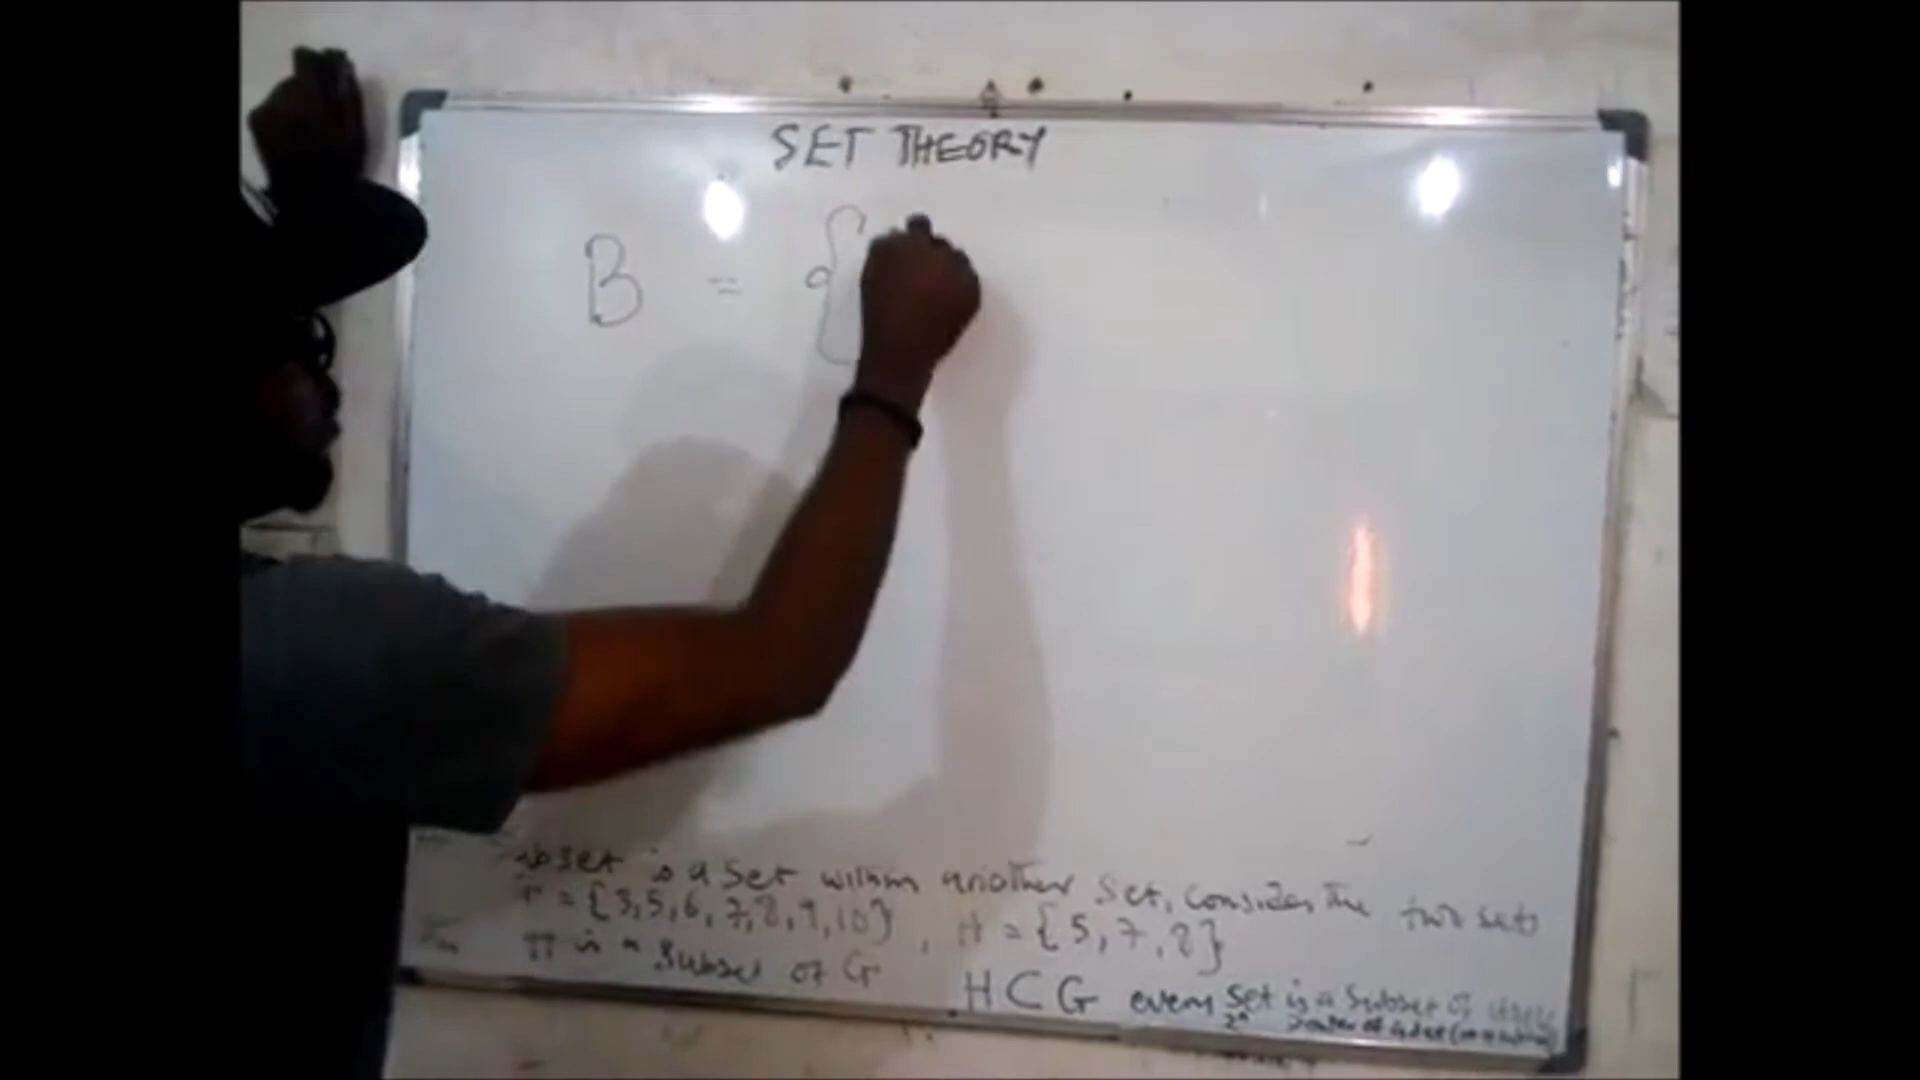 SET THEORY
B = {
is a set within another set, consider the two sets
= {3,5,6,7,8,9,10}, H = {5,7,8}
H is a subset of G
H ⊂ G every set is a subset of itself
2ⁿ